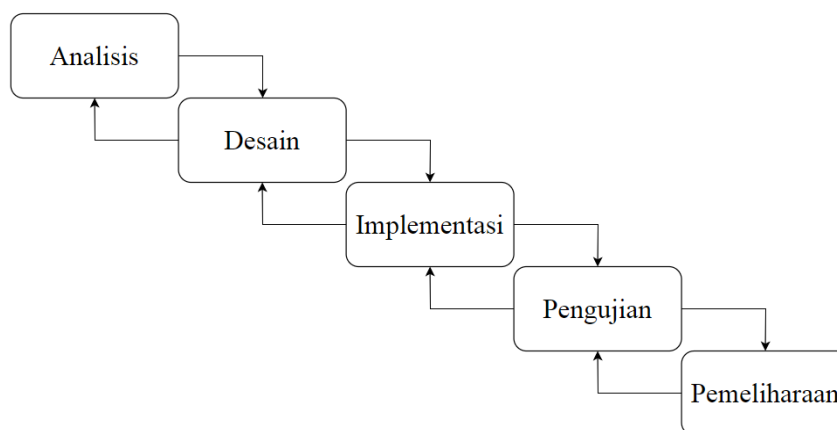 Analisis
Desain
Implementasi
Pengujian
Pemeliharaan